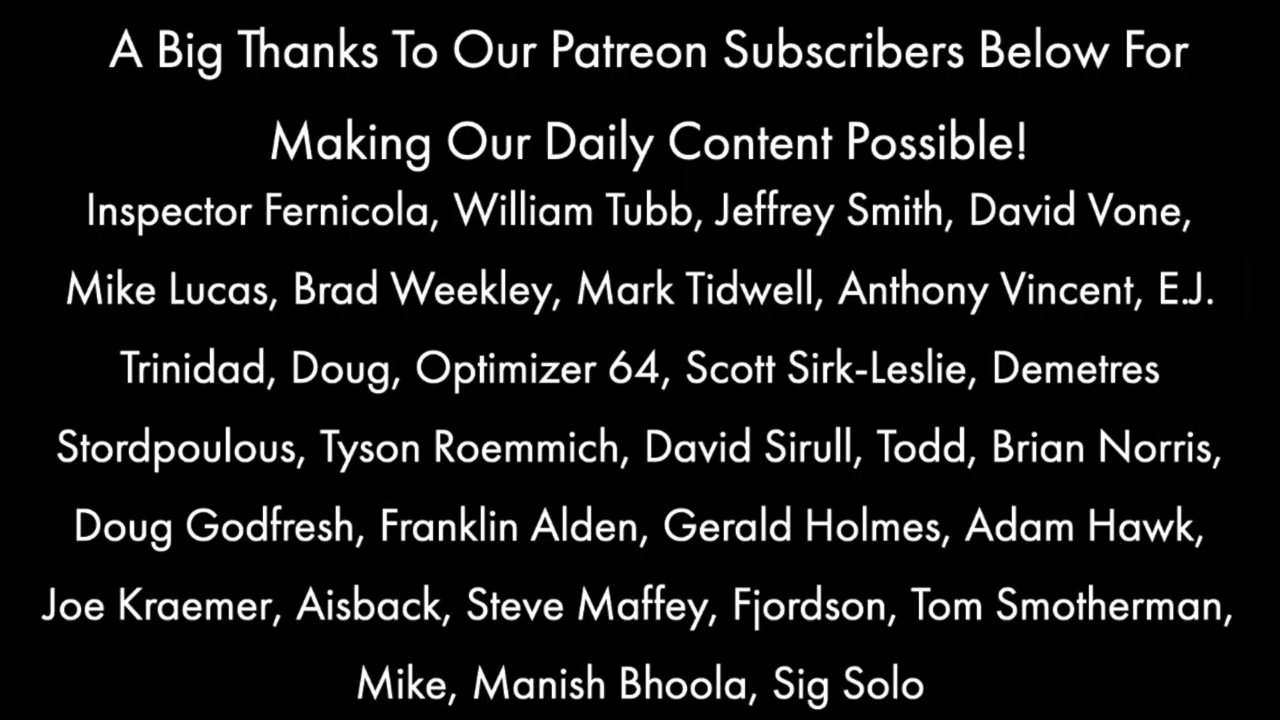 A Big Thanks To Our Patreon Subscribers Below For
Making Our Daily Content Possible!
Inspector Fernicola, William Tubb, Jeffrey Smith, David Vone,
Mike Lucas, Brad Weekley, Mark Tidwell, Anthony Vincent, E.J.
Trinidad, Doug, Optimizer 64, Scott Sirk-Leslie, Demetres
Stordpoulous, Tyson Roemmich, David Sirull, Todd, Brian Norris,
Doug Godfresh, Franklin Alden, Gerald Holmes, Adam Hawk,
Joe Kraemer, Aisback, Steve Maffey, Fjordson, Tom Smotherman,
Mike, Manish Bhoola, Sig Solo